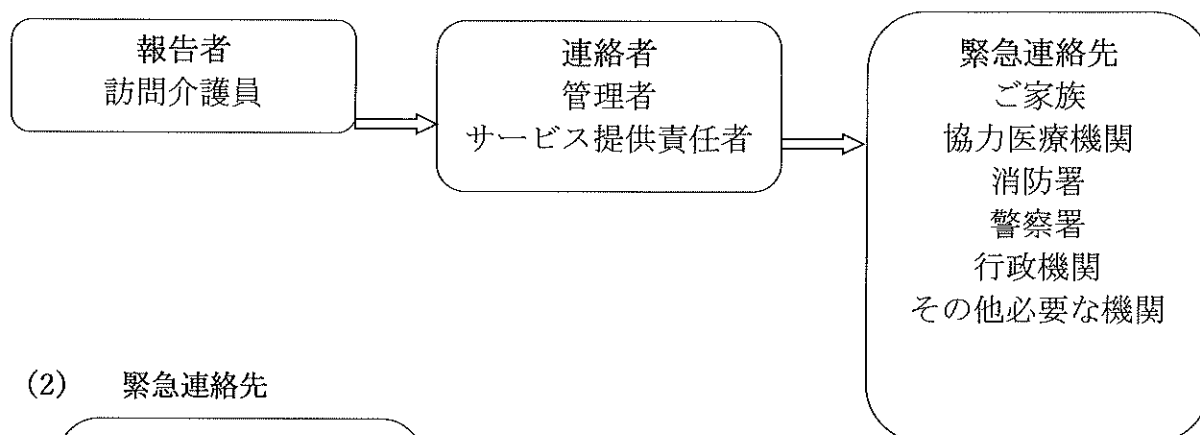 報告者
訪問介護員
連絡者
管理者
サービス提供責任者
緊急連絡先
ご家族
協力医療機関
消防署
警察署
行政機関
その他必要な機関
(2) 緊急連絡先